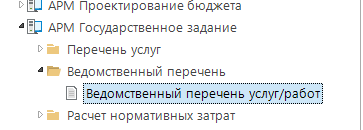 АРМ Проектирование бюджета
АРМ Государственное задание
Перечень услуг
Ведомственный перечень
Ведомственный перечень услуг/работ
Расчет нормативных затрат